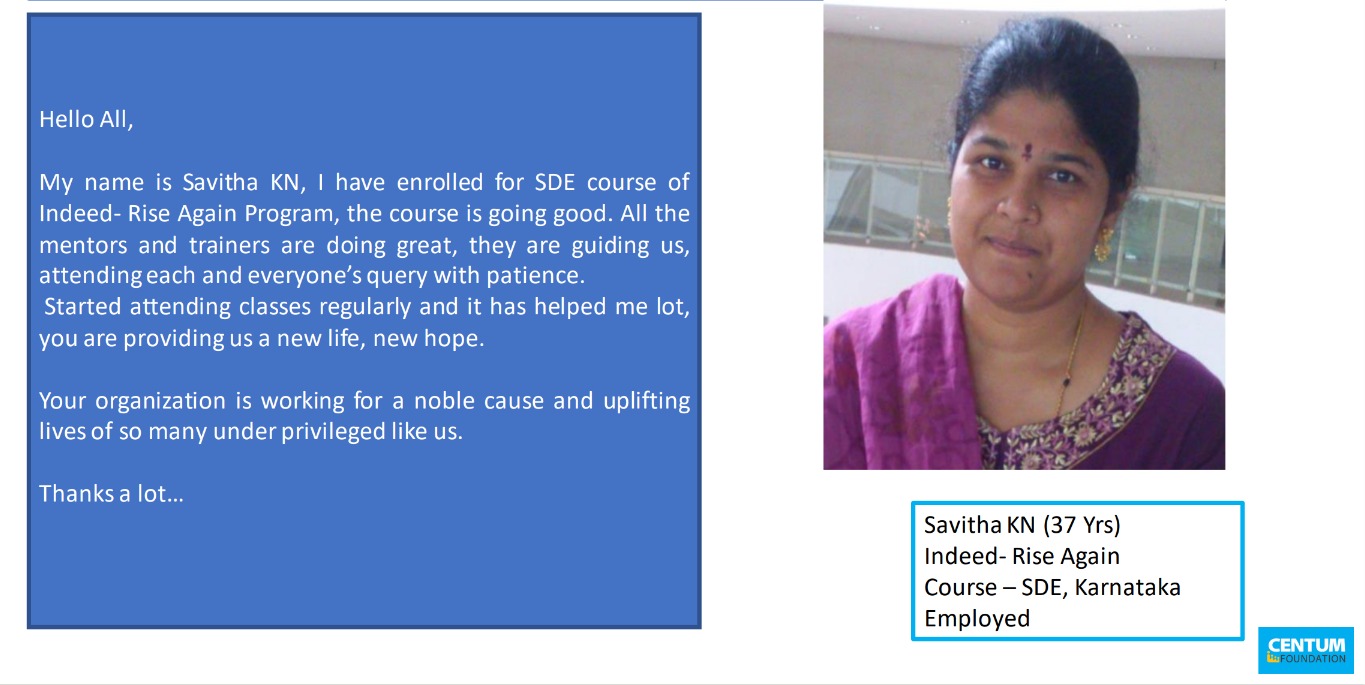 Hello All,
My name is Savitha KN, I have enrolled for SDE course of
Indeed- Rise Again Program, the course is going good. All the
mentors and trainers are doing great, they are guiding us,
attending each and everyone’s query with patience.
Started attending classes regularly and it has helped me lot,
you are providing us a new life, new hope.
Your organization is working for a noble cause and uplifting
lives of so many under privileged like us.
Thanks a lot…
Savitha KN (37 Yrs)
Indeed- Rise Again
Course – SDE, Karnataka
Employed
CENTUM
FOUNDATION